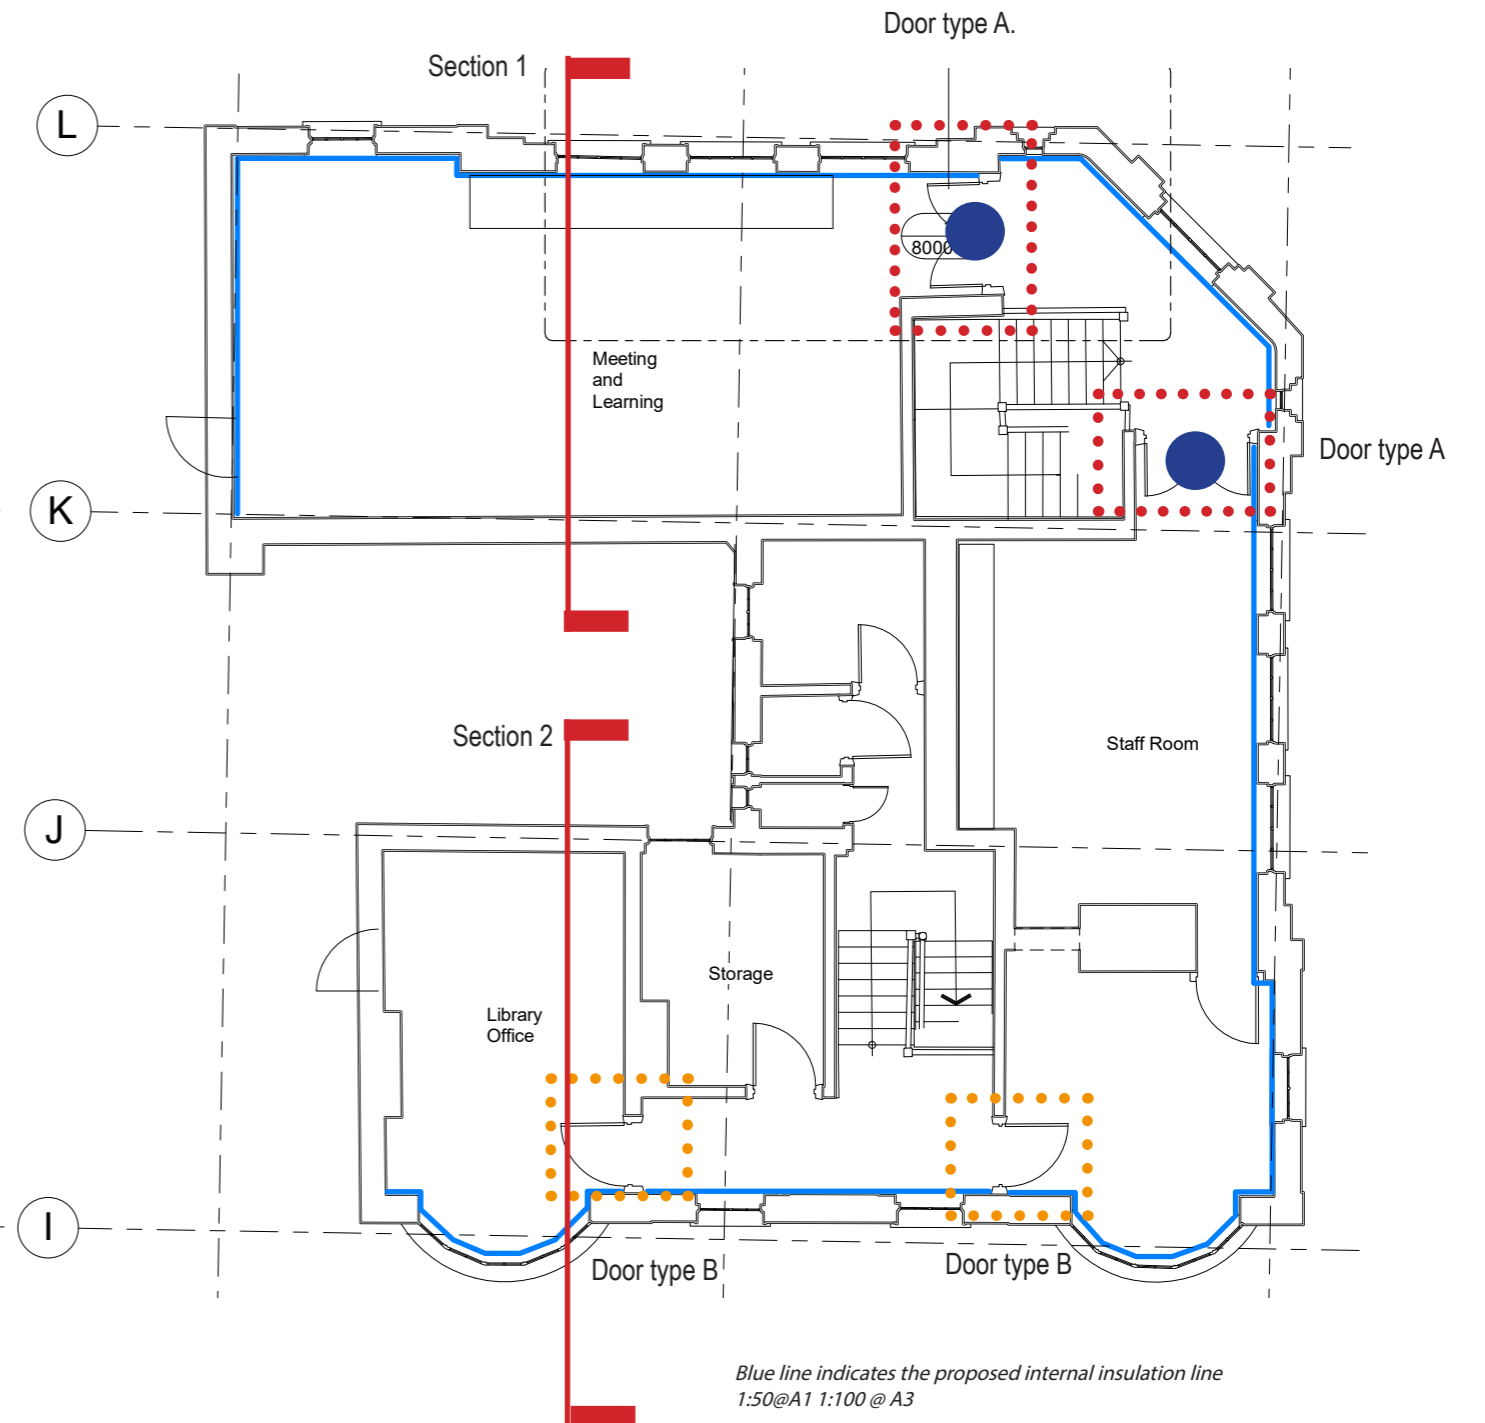 Door type A.
Section 1
L
8000
Meeting
and
Learning
Door type A
K
Section 2
Staff Room
J
Storage
Library
Office
I
Door type B
Door type B
Blue line indicates the proposed internal insulation line
1:50@A1 1:100 @ A3